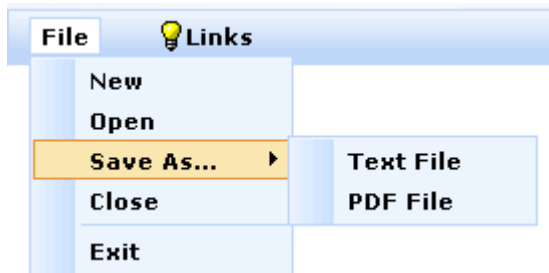 File Links
New
Open
Save As... Text File
Close PDF File
Exit